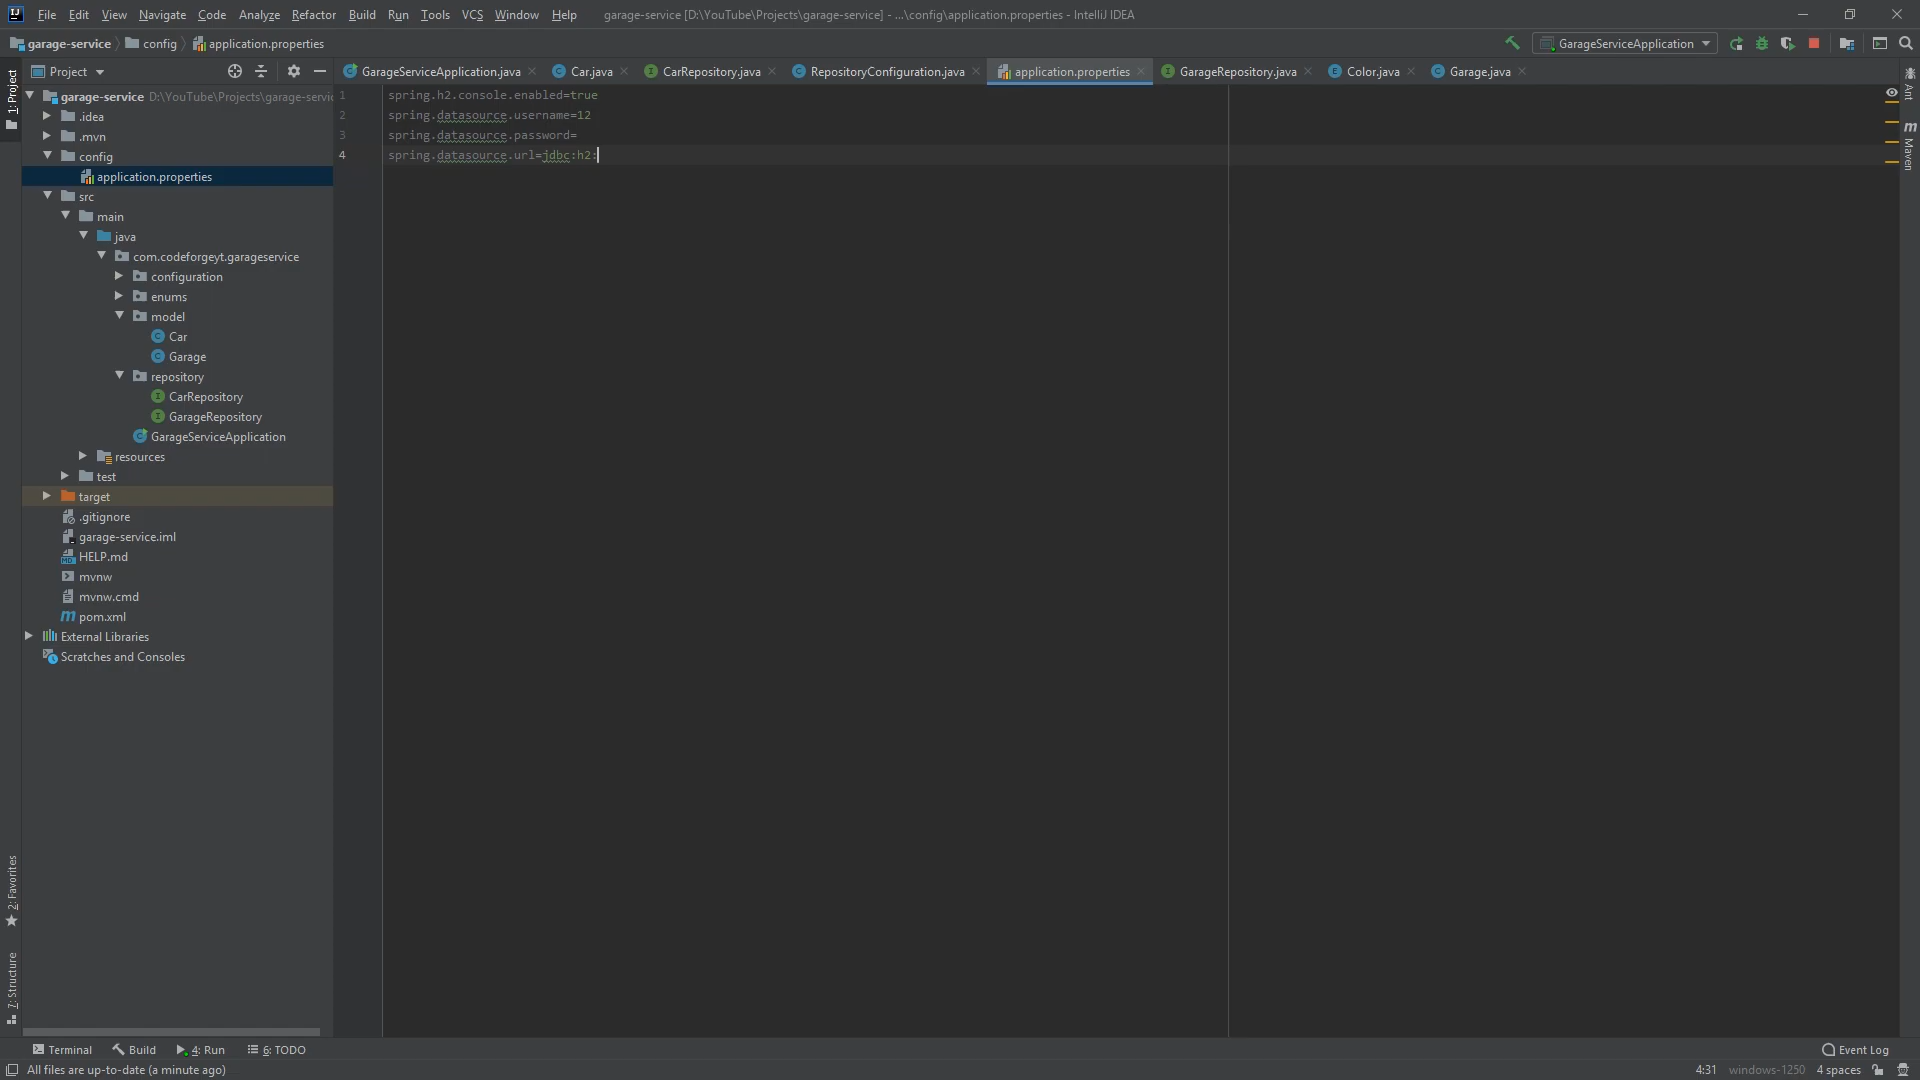 File Edit View Navigate Code Analyze Refactor Build Run Tools VCS Window Help garage-service [D:\YouTube\Projects\garage-service] - ...\config\application.properties - IntelliJ IDEA
garage-service config application.properties GarageServiceApplication
Project GarageServiceApplication.java Car.java CarRepository.java RepositoryConfiguration.java application.properties GarageRepository.java Color.java Garage.java
1: Project
garage-service D:\YouTube\Projects\garage-servic
.idea
.mvn
config
application.properties
src
main
java
com.codeforgeyt.garageservice
configuration
enums
model
Car
Garage
repository
CarRepository
GarageRepository
GarageServiceApplication
resources
test
target
.gitignore
garage-service.iml
HELP.md
mvnw
mvnw.cmd
pom.xml
External Libraries
Scratches and Consoles
1 spring.h2.console.enabled=true
2 spring.datasource.username=12
3 spring.datasource.password=
4 spring.datasource.url=jdbc:h2:
Ant
Maven
2: Favorites
7: Structure
Terminal Build 4: Run 6: TODO Event Log
All files are up-to-date (a minute ago) 4:31 windows-1250 4 spaces